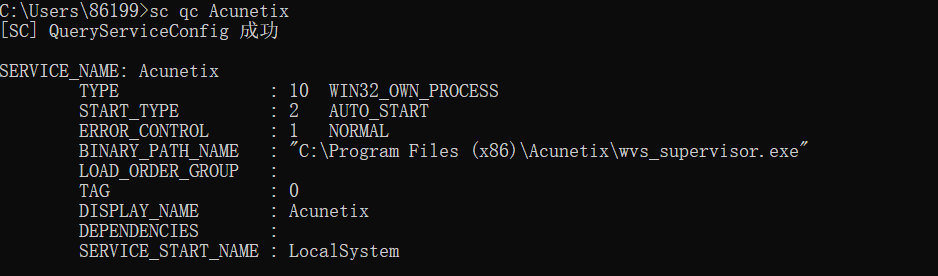 C:\Users\86199>sc qc Acunetix
[SC] QueryServiceConfig 成功

SERVICE_NAME: Acunetix
        TYPE               : 10  WIN32_OWN_PROCESS
        START_TYPE         : 2   AUTO_START
        ERROR_CONTROL      : 1   NORMAL
        BINARY_PATH_NAME   : "C:\Program Files (x86)\Acunetix\wvs_supervisor.exe"
        LOAD_ORDER_GROUP   :
        TAG                : 0
        DISPLAY_NAME       : Acunetix
        DEPENDENCIES       :
        SERVICE_START_NAME : LocalSystem